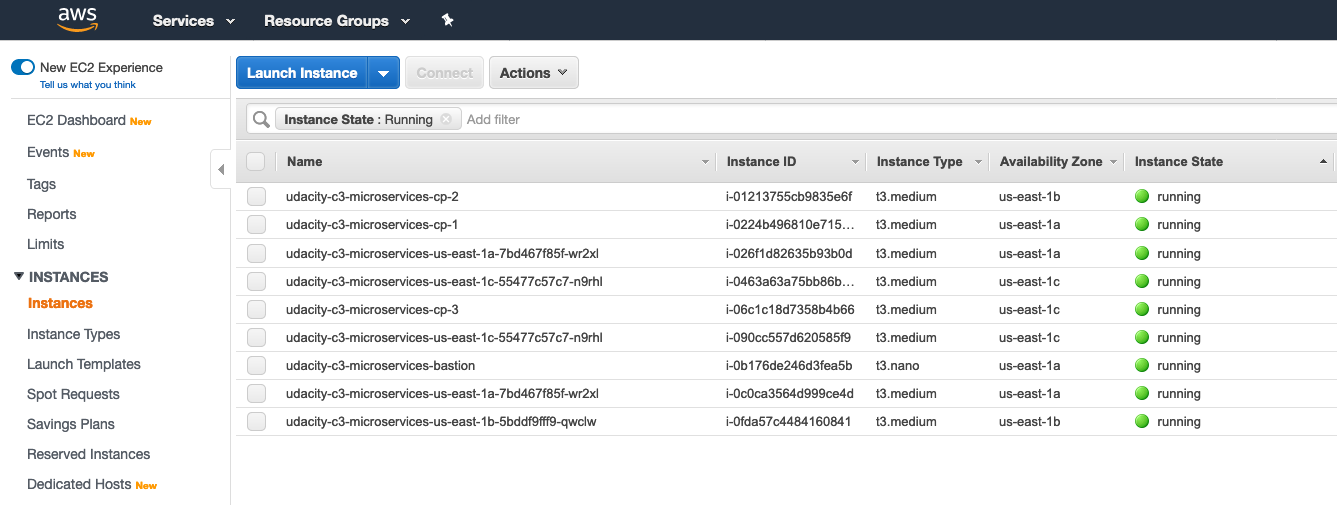 aws Services Resource Groups
New EC2 Experience
Tell us what you think
EC2 Dashboard New
Events New
Tags
Reports
Limits
INSTANCES
Instances
Instance Types
Launch Templates
Spot Requests
Savings Plans
Reserved Instances
Dedicated Hosts New
Launch Instance Connect Actions
Instance State : Running Add filter
Name Instance ID Instance Type Availability Zone Instance State
udacity-c3-microservices-cp-2 i-01213755cb9835e6f t3.medium us-east-1b running
udacity-c3-microservices-cp-1 i-0224b496810e715... t3.medium us-east-1a running
udacity-c3-microservices-us-east-1a-7bd467f85f-wr2xl i-026f1d82635b93b0d t3.medium us-east-1a running
udacity-c3-microservices-us-east-1c-55477c57c7-n9rhl i-0463a63a75bb86b... t3.medium us-east-1c running
udacity-c3-microservices-cp-3 i-06c1c18d7358b4b66 t3.medium us-east-1c running
udacity-c3-microservices-us-east-1c-55477c57c7-n9rhl i-090cc557d620585f9 t3.medium us-east-1c running
udacity-c3-microservices-bastion i-0b176de246d3fea5b t3.nano us-east-1a running
udacity-c3-microservices-us-east-1a-7bd467f85f-wr2xl i-0c0ca3564d999ce4d t3.medium us-east-1a running
udacity-c3-microservices-us-east-1b-5bddf9fff9-qwclw i-0fda57c4484160841 t3.medium us-east-1b running